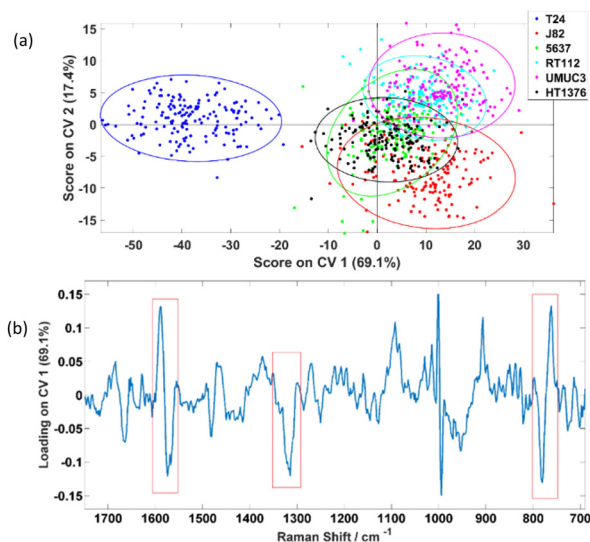 (a)
T24
J82
5637
RT112
UMUC3
HT1376
15
10
5
0
-5
-10
-15
Score on CV 2 (17.4%)
-50 -40 -30 -20 -10 0 10 20 30
Score on CV 1 (69.1%)
(b)
0.15
0.10
0.05
0
-0.05
-0.1
-0.15
Loading on CV 1 (69.1%)
1700 1600 1500 1400 1300 1200 1100 1000 900 800 700
Raman Shift / cm -1